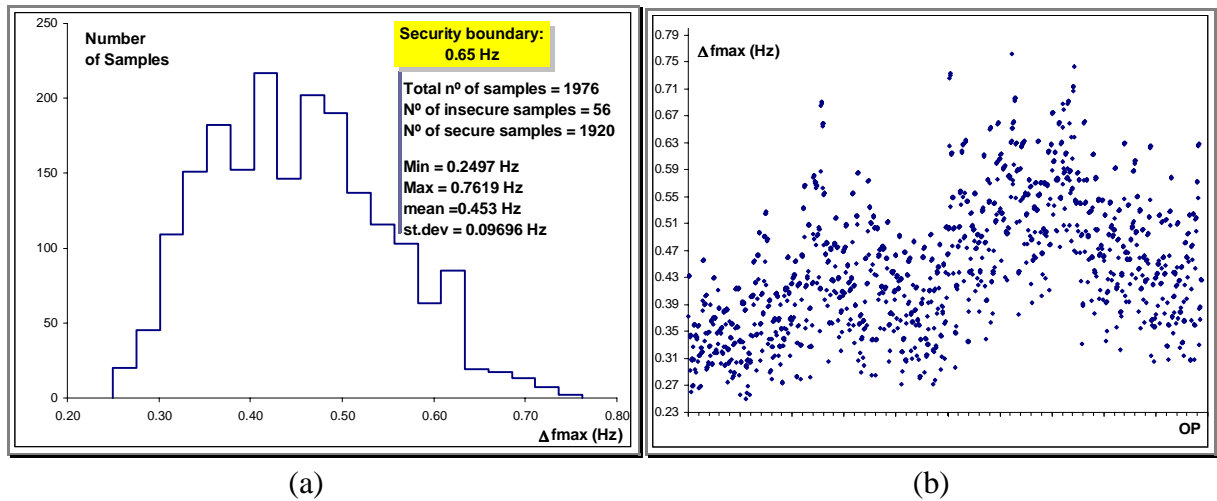 250
200
150
100
50
0
Number
of Samples
Security boundary:
0.65 Hz
Total nº of samples = 1976
Nº of insecure samples = 56
Nº of secure samples = 1920
Min = 0.2497 Hz
Max = 0.7619 Hz
mean =0.453 Hz
st.dev = 0.09696 Hz
0.20 0.30 0.40 0.50 0.60 0.70 0.80
Δfmax (Hz)
(a)
0.79
0.75
0.71
0.67
0.63
0.59
0.55
0.51
0.47
0.43
0.39
0.35
0.31
0.27
0.23
Δfmax (Hz)
OP
(b)